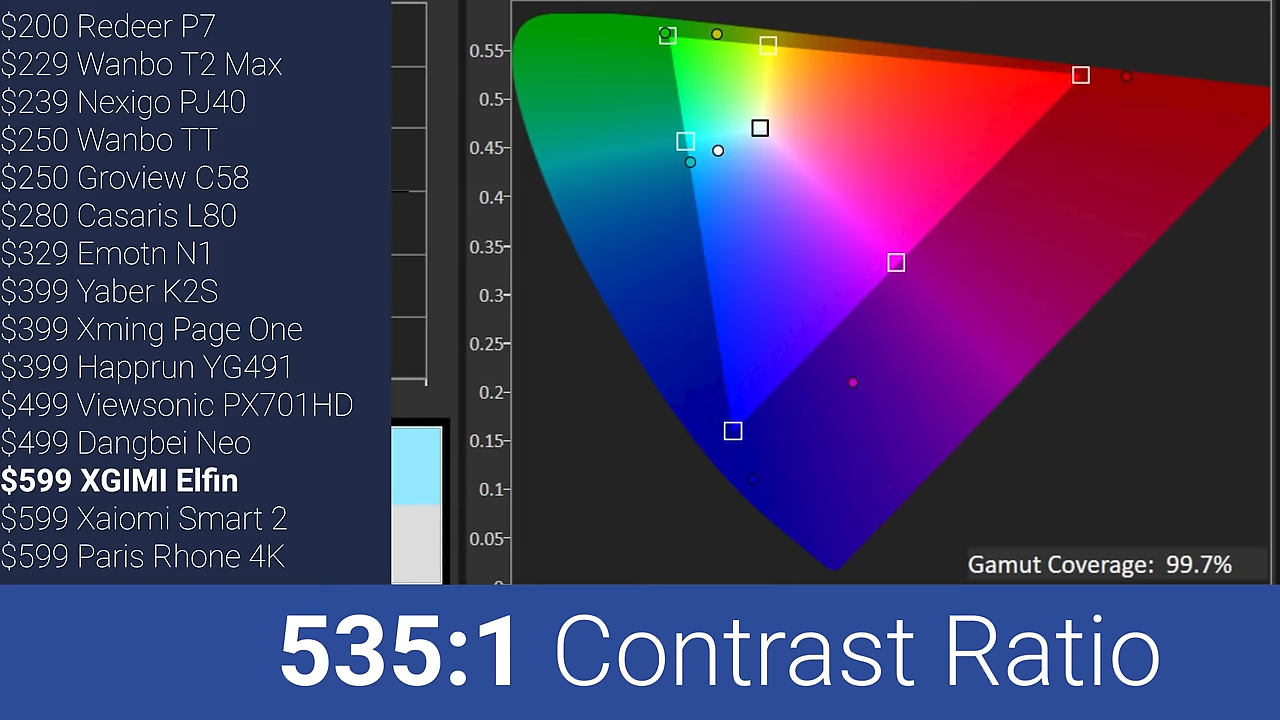 $200 Redeer P7
$229 Wanbo T2 Max
$239 Nexigo PJ40
$250 Wanbo TT
$250 Groview C58
$280 Casaris L80
$329 Emotn N1
$399 Yaber K2S
$399 Xming Page One
$399 Happrun YG491
$499 Viewsonic PX701HD
$499 Dangbei Neo
$599 XGIMI Elfin
$599 Xaiomi Smart 2
$599 Paris Rhone 4K
0.55
0.5
0.45
0.4
0.35
0.3
0.25
0.2
0.15
0.1
0.05
0
Gamut Coverage: 99.7%
535:1 Contrast Ratio